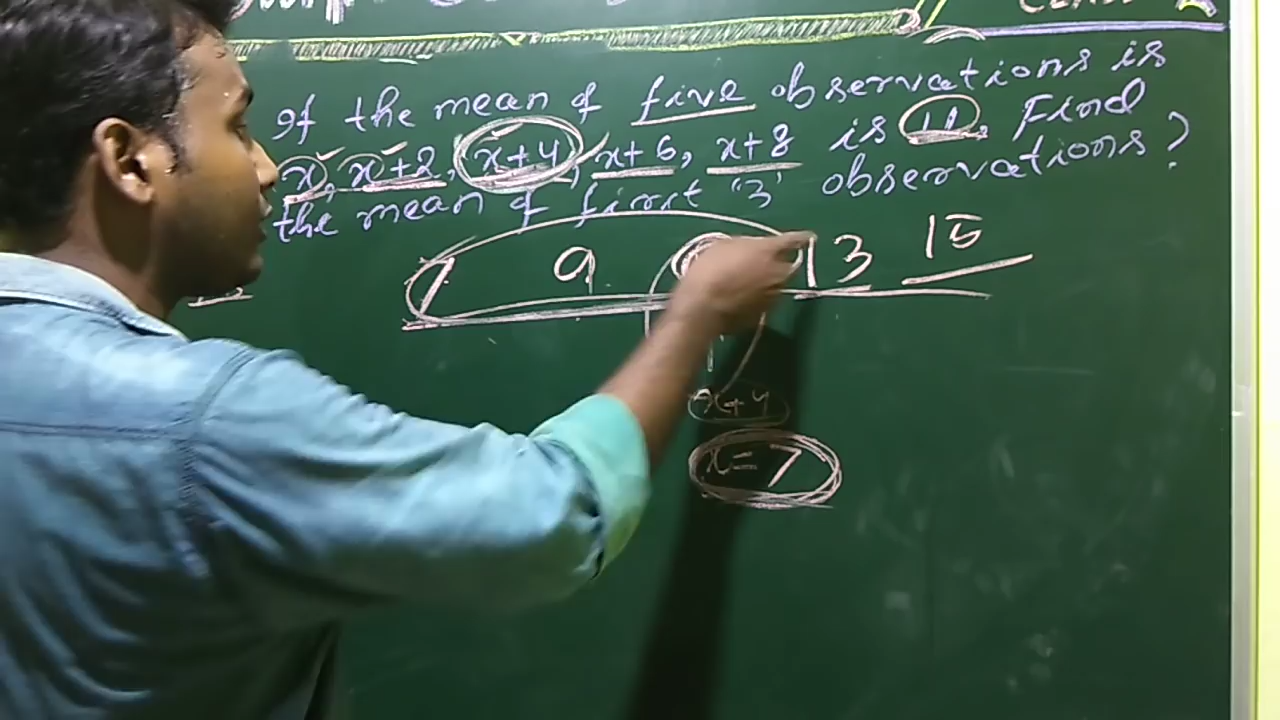 If the mean of five observations is
x, x+2, x+4, x+6, x+8 is 11. Find
the mean of first '3' observations?
7 9 13 15
x+4
x=7